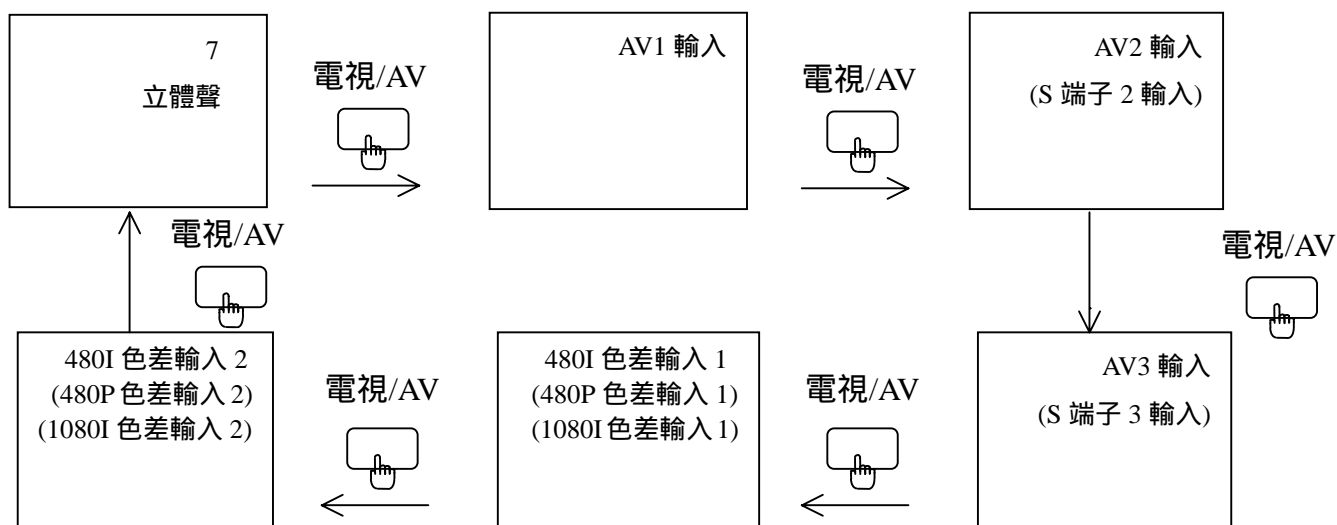 7
立體聲
電視/AV
AV1 輸入
電視/AV
AV2 輸入
(S 端子 2 輸入)
電視/AV
AV3 輸入
(S 端子 3 輸入)
電視/AV
480I 色差輸入 1
(480P 色差輸入 1)
(1080I 色差輸入 1)
電視/AV
480I 色差輸入 2
(480P 色差輸入 2)
(1080I 色差輸入 2)
電視/AV